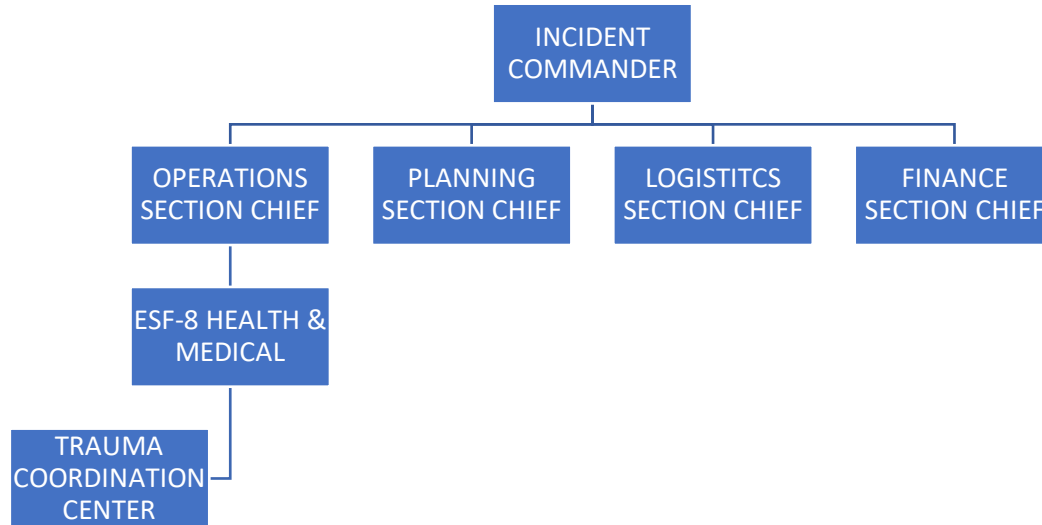 INCIDENT
COMMANDER
OPERATIONS
SECTION CHIEF
PLANNING
SECTION CHIEF
LOGISTITCS
SECTION CHIEF
FINANCE
SECTION CHIEF
ESF-8 HEALTH &
MEDICAL
TRAUMA
COORDINATION
CENTER